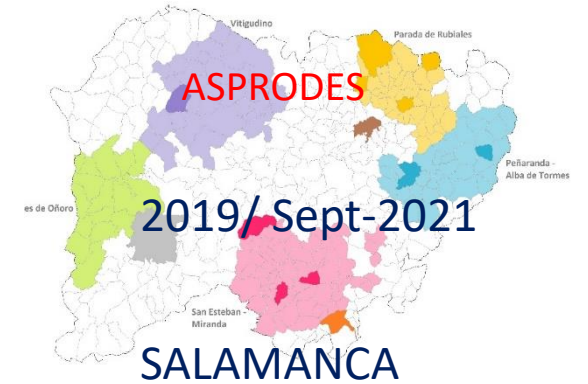 Vitigudino
Parada de Rubiales
ASPRODES
Peñaranda -
Alba de Tormes
es de Oñoro
2019/ Sept-2021
San Esteban -
Miranda
SALAMANCA